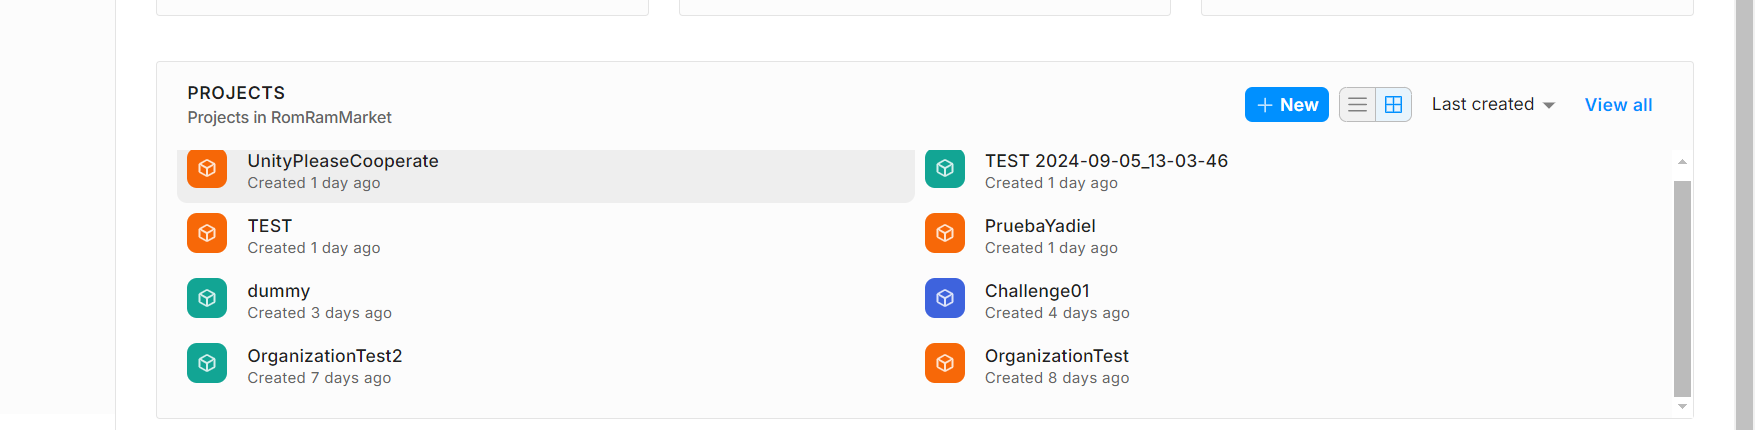 PROJECTS
Projects in RomRamMarket
New
Last created
View all
UnityPleaseCooperate
Created 1 day ago
TEST 2024-09-05_13-03-46
Created 1 day ago
TEST
Created 1 day ago
PruebaYadiel
Created 1 day ago
dummy
Created 3 days ago
Challenge01
Created 4 days ago
OrganizationTest2
Created 7 days ago
OrganizationTest
Created 8 days ago